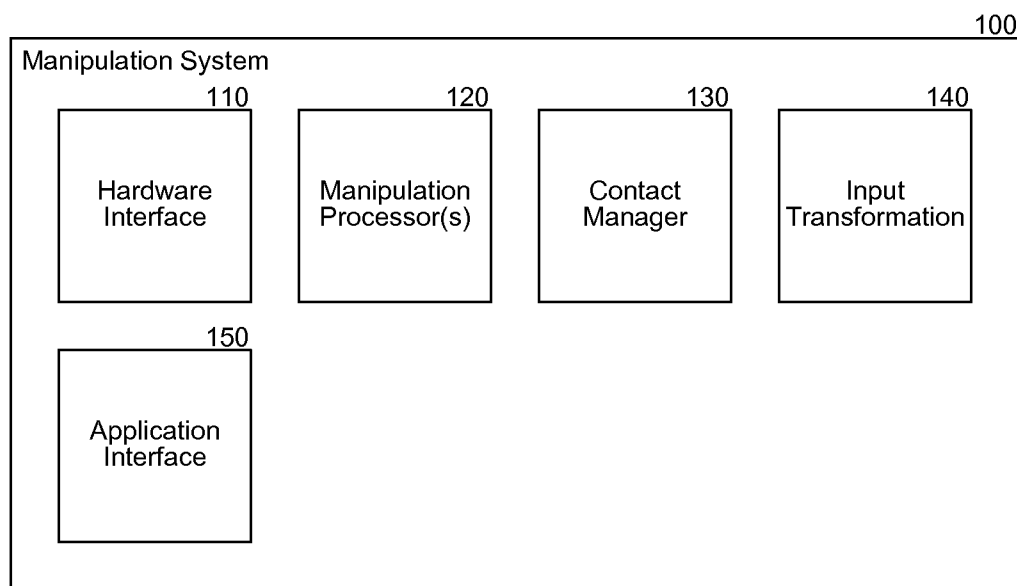 100
Manipulation System
110
120
130
140
Hardware
Interface
Manipulation
Processor(s)
Contact
Manager
Input
Transformation
150
Application
Interface